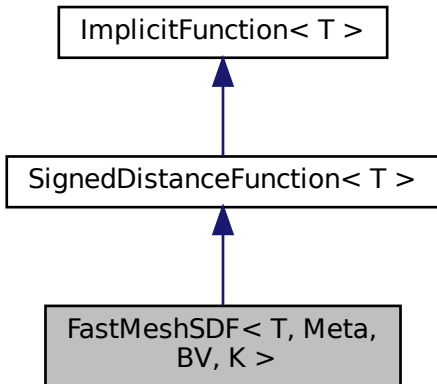 ImplicitFunction< T >
SignedDistanceFunction< T >
FastMeshSDF< T, Meta,
BV, K >